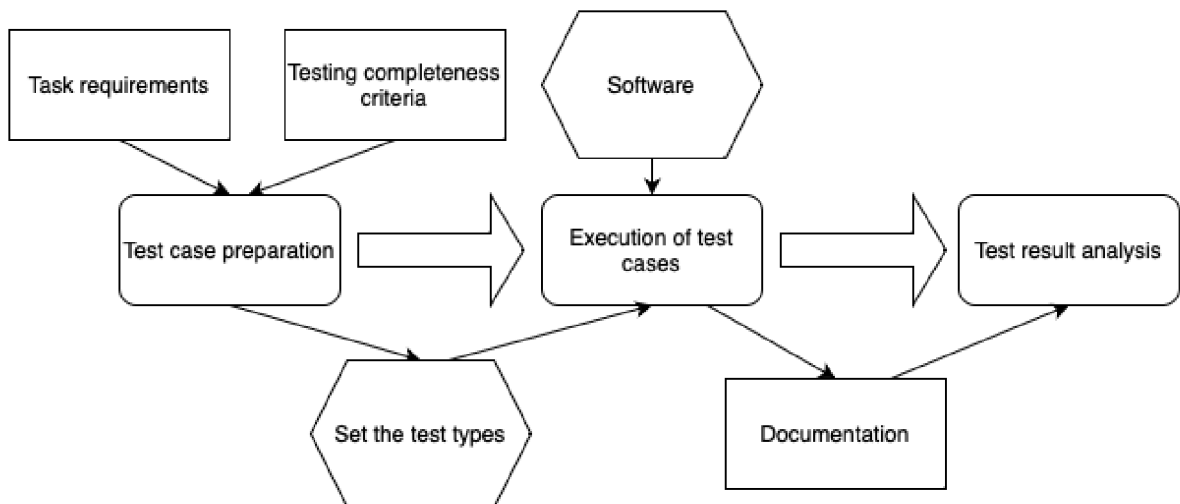 Task requirements
Testing completeness
criteria
Software
Test case preparation
Execution of test
cases
Test result analysis
Set the test types
Documentation